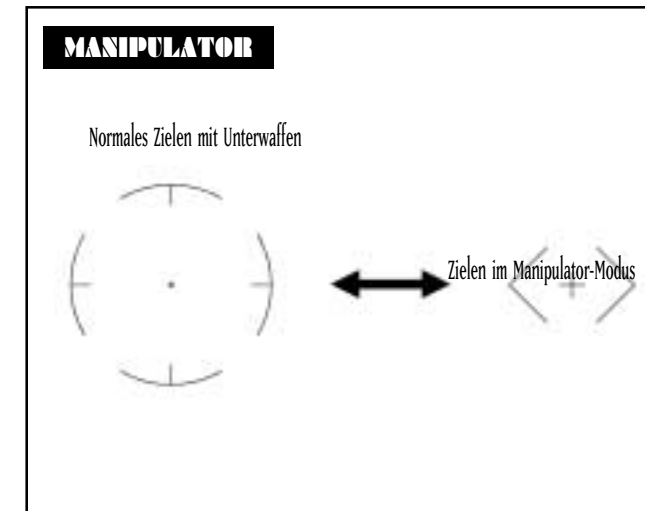 MANIPULATOR
Normales Zielen mit Unterwaffen
Zielen im Manipulator-Modus